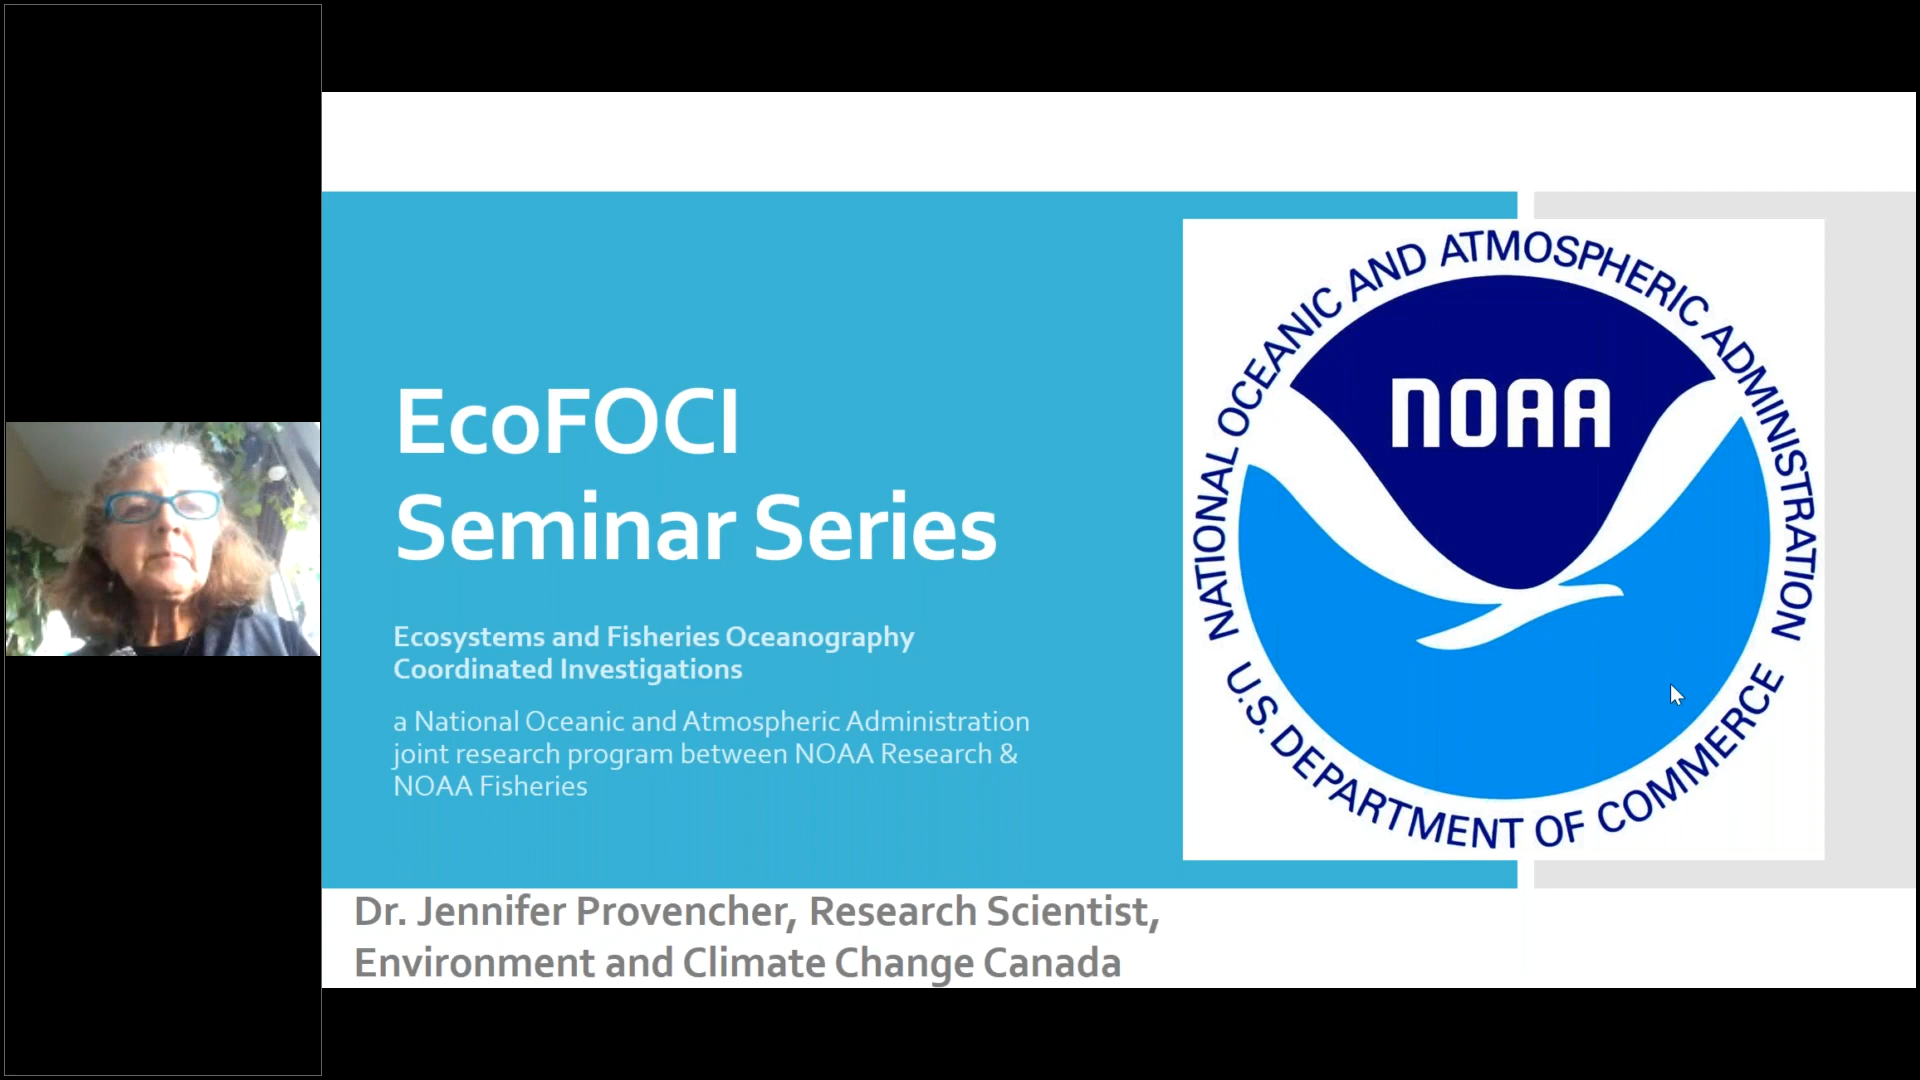 EcoFOCI
Seminar Series
Ecosystems and Fisheries Oceanography
Coordinated Investigations
a National Oceanic and Atmospheric Administration
joint research program between NOAA Research &
NOAA Fisheries
NATIONAL OCEANIC AND ATMOSPHERIC ADMINISTRATION
NOAA
U.S. DEPARTMENT OF COMMERCE
Dr. Jennifer Provencher, Research Scientist,
Environment and Climate Change Canada